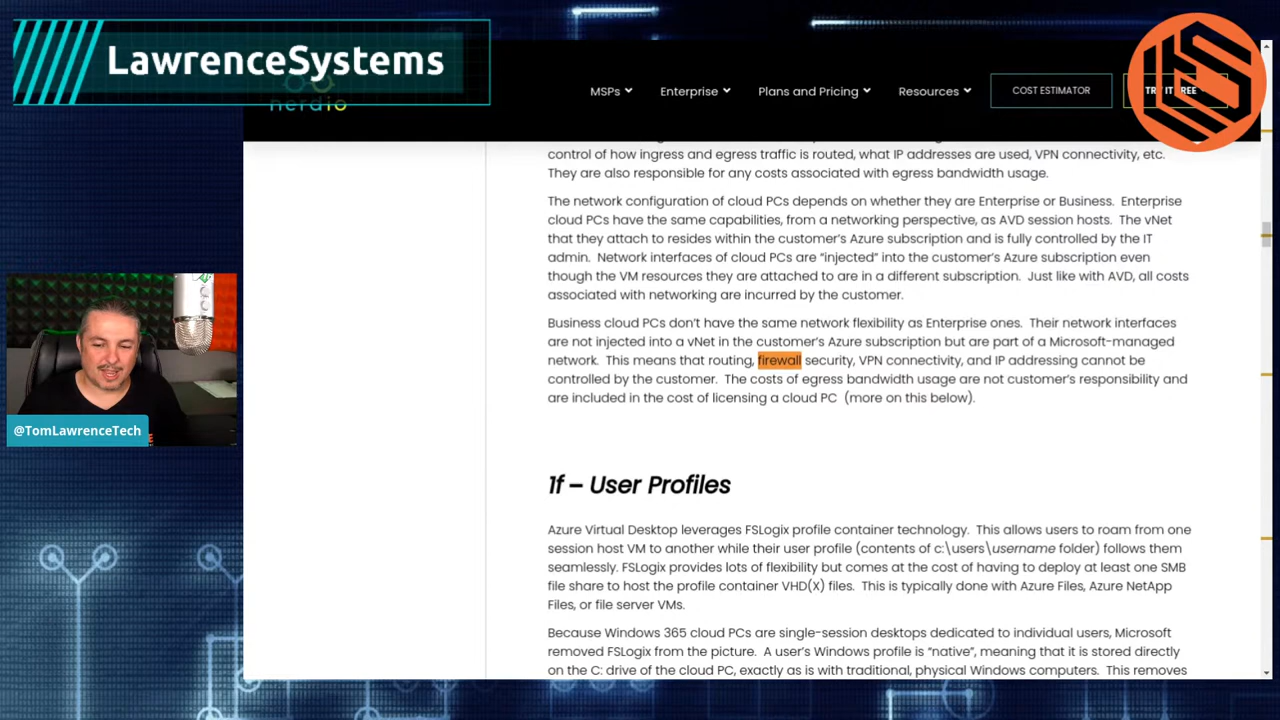 LawrenceSystems
nerdio
MSPs
Enterprise
Plans and Pricing
Resources
COST ESTIMATOR
TRY IT FREE
control of how ingress and egress traffic is routed, what IP addresses are used, VPN connectivity, etc.
They are also responsible for any costs associated with egress bandwidth usage.
The network configuration of cloud PCs depends on whether they are Enterprise or Business. Enterprise
cloud PCs have the same capabilities, from a networking perspective, as AVD session hosts. The vNet
that they attach to resides within the customer's Azure subscription and is fully controlled by the IT
admin. Network interfaces of cloud PCs are “injected” into the customer's Azure subscription even
though the VM resources they are attached to are in a different subscription. Just like with AVD, all costs
associated with networking are incurred by the customer.
Business cloud PCs don't have the same network flexibility as Enterprise ones. Their network interfaces
are not injected into a vNet in the customer's Azure subscription but are part of a Microsoft-managed
network. This means that routing, firewall security, VPN connectivity, and IP addressing cannot be
controlled by the customer. The costs of egress bandwidth usage are not customer's responsibility and
are included in the cost of licensing a cloud PC (more on this below).
@TomLawrenceTech
1f – User Profiles
Azure Virtual Desktop leverages FSLogix profile container technology. This allows users to roam from one
session host VM to another while their user profile (contents of c:\users\username folder) follows them
seamlessly. FSLogix provides lots of flexibility but comes at the cost of having to deploy at least one SMB
file share to host the profile container VHD(X) files. This is typically done with Azure Files, Azure NetApp
Files, or file server VMs.
Because Windows 365 cloud PCs are single-session desktops dedicated to individual users, Microsoft
removed FSLogix from the picture. A user's Windows profile is “native”, meaning that it is stored directly
on the C: drive of the cloud PC, exactly as is with traditional, physical Windows computers. This removes